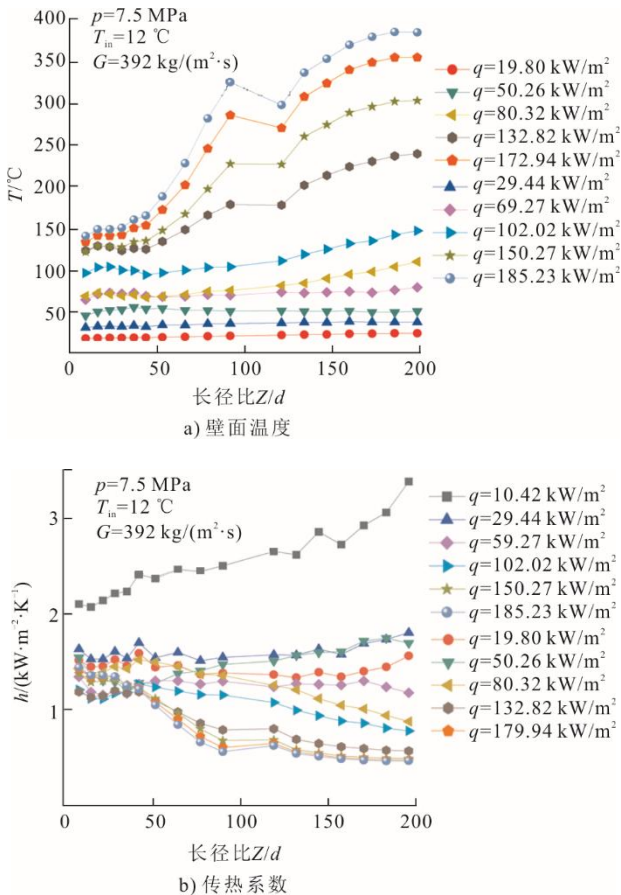 400
350
300
250
200
150
100
50
T/℃
p=7.5 MPa
T_in=12 ℃
G=392 kg/(m²·s)
q=19.80 kW/m²
q=50.26 kW/m²
q=80.32 kW/m²
q=132.82 kW/m²
q=172.94 kW/m²
q=29.44 kW/m²
q=69.27 kW/m²
q=102.02 kW/m²
q=150.27 kW/m²
q=185.23 kW/m²
0 50 100 150 200
长径比Z/d
a) 壁面温度
3
2
1
h/(kW·m⁻²·K⁻¹)
p=7.5 MPa
T_in=12 ℃
G=392 kg/(m²·s)
q=10.42 kW/m²
q=29.44 kW/m²
q=59.27 kW/m²
q=102.02 kW/m²
q=150.27 kW/m²
q=185.23 kW/m²
q=19.80 kW/m²
q=50.26 kW/m²
q=80.32 kW/m²
q=132.82 kW/m²
q=179.94 kW/m²
0 50 100 150 200
长径比Z/d
b) 传热系数